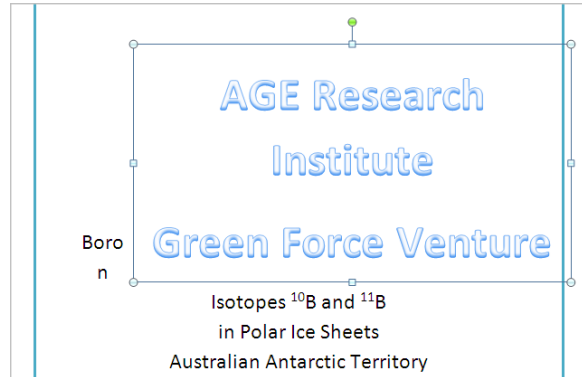 AGE Research
Institute
Green Force Venture
Boro
n
Isotopes ¹⁰B and ¹¹B
in Polar Ice Sheets
Australian Antarctic Territory